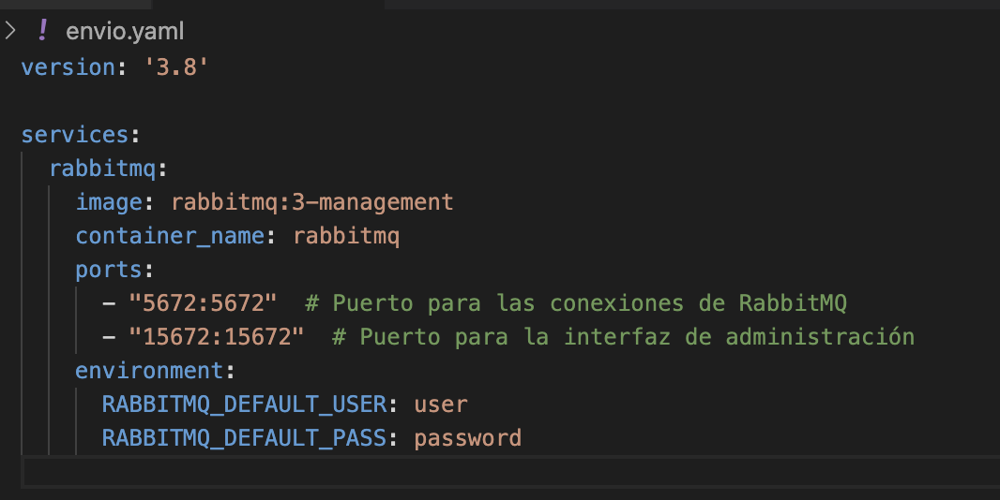 envio.yaml
version: '3.8'
services:
rabbitmq:
image: rabbitmq:3-management
container_name: rabbitmq
ports:
- "5672:5672"  # Puerto para las conexiones de RabbitMQ
- "15672:15672"  # Puerto para la interfaz de administración
environment:
RABBITMQ_DEFAULT_USER: user
RABBITMQ_DEFAULT_PASS: password